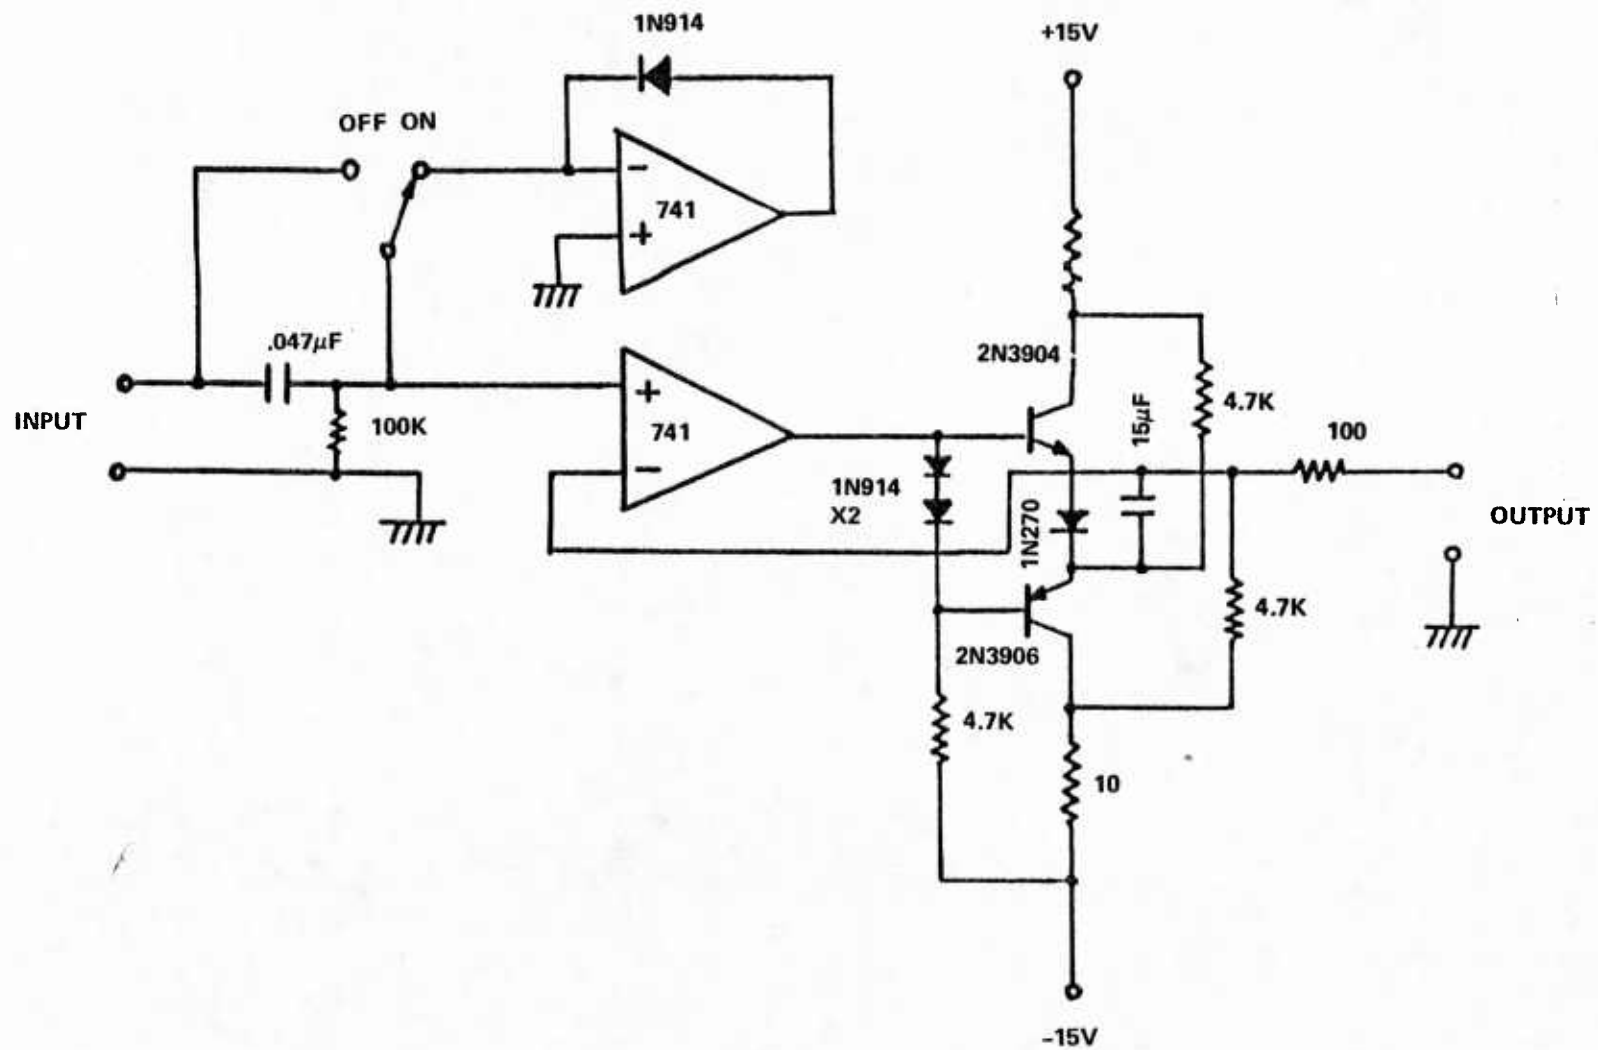 1N914
+15V
OFF ON
−
741
+
.047μF
2N3904
INPUT
100K
+
741
−
15μF
4.7K
100
1N914
X2
1N270
OUTPUT
4.7K
2N3906
4.7K
10
−15V